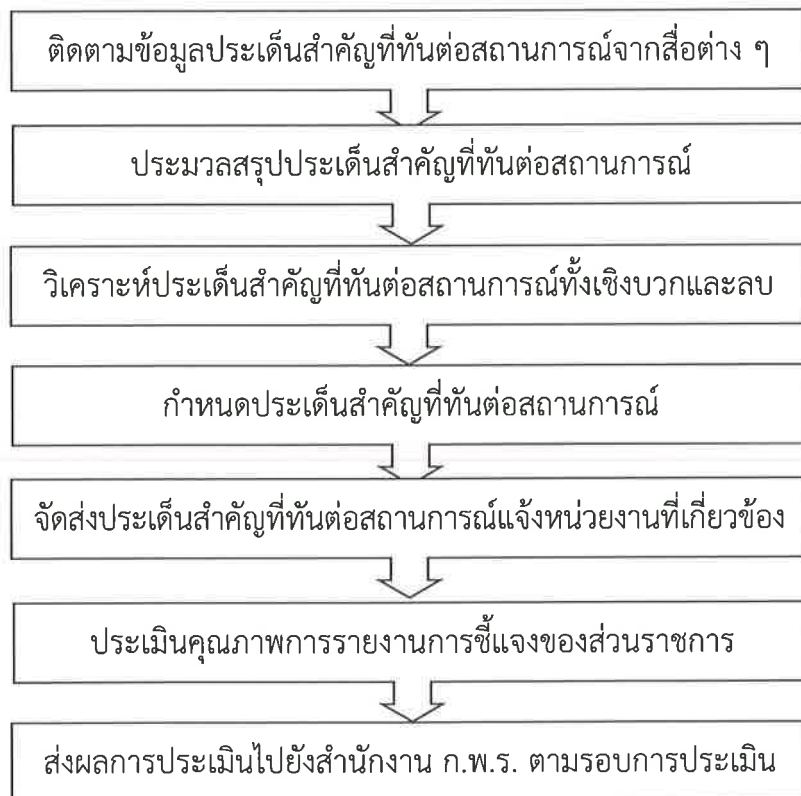 ติดตามข้อมูลประเด็นสำคัญที่ทันต่อสถานการณ์จากสื่อต่าง ๆ
ประมวลสรุปประเด็นสำคัญที่ทันต่อสถานการณ์
วิเคราะห์ประเด็นสำคัญที่ทันต่อสถานการณ์ทั้งเชิงบวกและลบ
กำหนดประเด็นสำคัญที่ทันต่อสถานการณ์
จัดส่งประเด็นสำคัญที่ทันต่อสถานการณ์แจ้งหน่วยงานที่เกี่ยวข้อง
ประเมินคุณภาพการรายงานการชี้แจงของส่วนราชการ
ส่งผลการประเมินไปยังสำนักงาน ก.พ.ร. ตามรอบการประเมิน